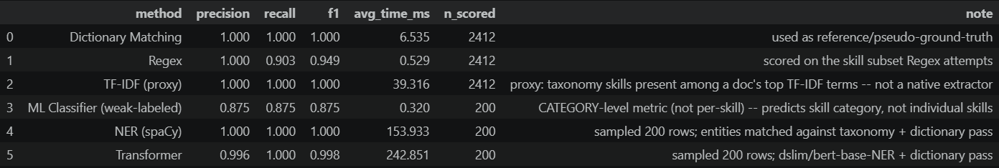 method precision recall f1 avg_time_ms n_scored note
0 Dictionary Matching 1.000 1.000 1.000 6.535 2412 used as reference/pseudo-ground-truth
1 Regex 1.000 0.903 0.949 0.529 2412 scored on the skill subset Regex attempts
2 TF-IDF (proxy) 1.000 1.000 1.000 39.316 2412 proxy: taxonomy skills present among a doc's top TF-IDF terms -- not a native extractor
3 ML Classifier (weak-labeled) 0.875 0.875 0.875 0.320 200 CATEGORY-level metric (not per-skill) -- predicts skill category, not individual skills
4 NER (spaCy) 1.000 1.000 1.000 153.933 200 sampled 200 rows; entities matched against taxonomy + dictionary pass
5 Transformer 0.996 1.000 0.998 242.851 200 sampled 200 rows; dslim/bert-base-NER + dictionary pass